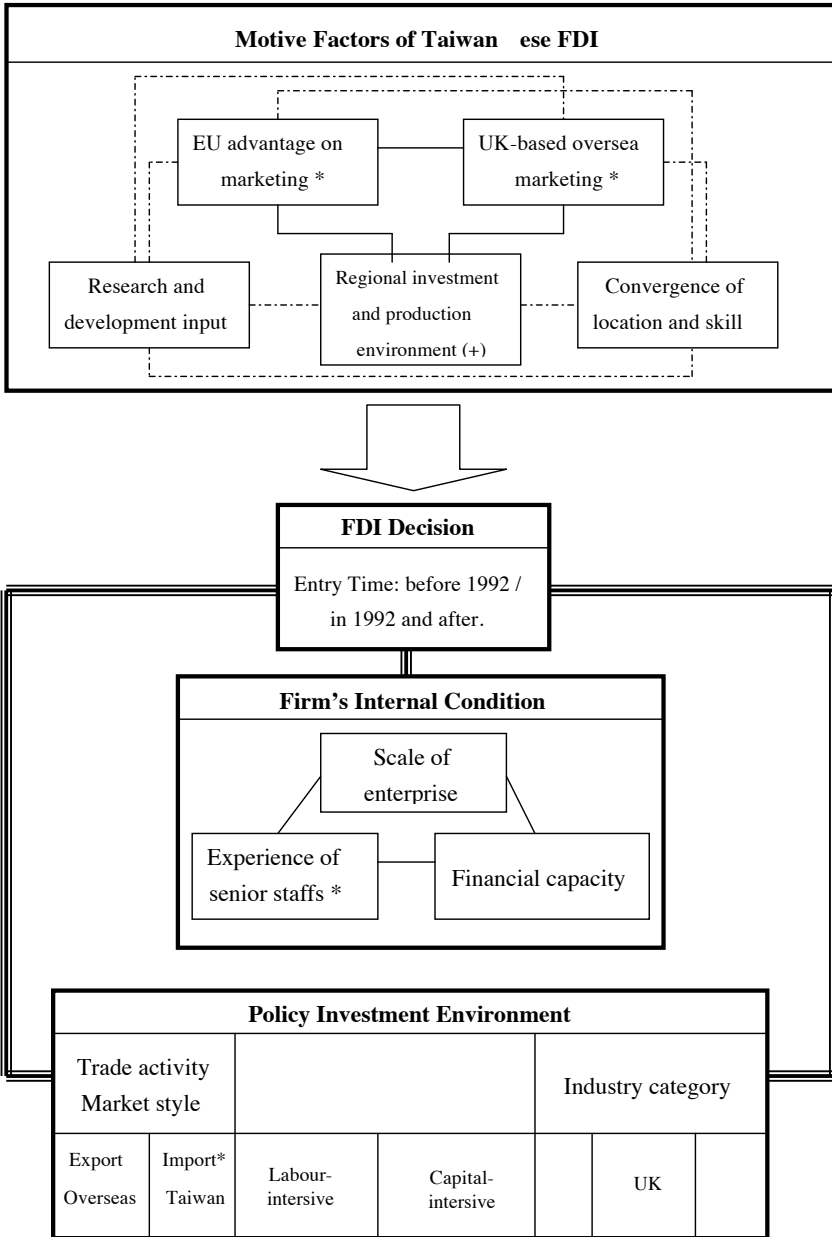 Motive Factors of Taiwan ese FDI
EU advantage on
marketing *
UK-based oversea
marketing *
Research and
development input
Regional investment
and production
environment (+)
Convergence of
location and skill
FDI Decision
Entry Time: before 1992 /
in 1992 and after.
Firm's Internal Condition
Scale of
enterprise
Experience of
senior staffs *
Financial capacity
Policy Investment Environment
Trade activity
Market style
Industry category
Export
Overseas
Import*
Taiwan
Labour-
intersive
Capital-
intersive
UK